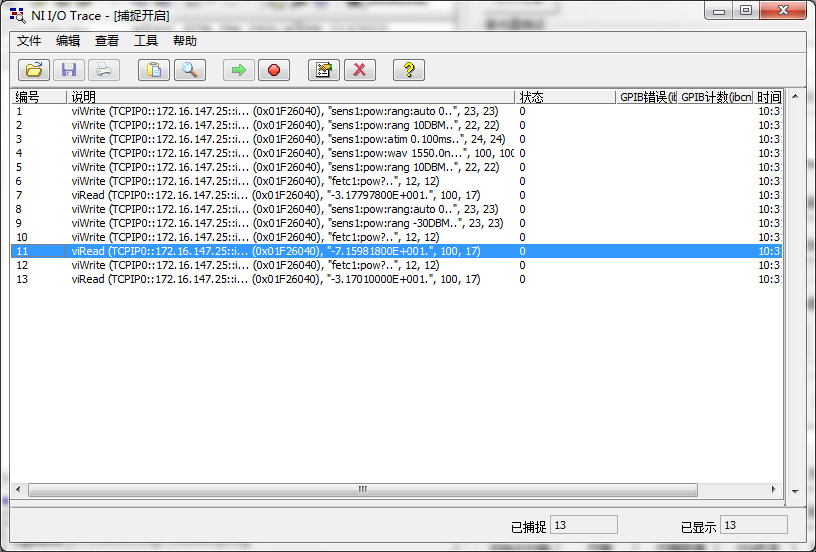 NI I/O Trace - [捕捉开启]
文件 编辑 查看 工具 帮助
编号 说明 状态 GPIB错误(ib GPIB计数(ibcn 时间
1 viWrite (TCPIP0::172.16.147.25::i... (0x01F26040), "sens1:pow:rang:auto 0..", 23, 23) 0 10:3
2 viWrite (TCPIP0::172.16.147.25::i... (0x01F26040), "sens1:pow:rang 10DBM..", 22, 22) 0 10:3
3 viWrite (TCPIP0::172.16.147.25::i... (0x01F26040), "sens1:pow:atim 0.100ms..", 24, 24) 0 10:3
4 viWrite (TCPIP0::172.16.147.25::i... (0x01F26040), "sens1:pow:wav 1550.0n...", 100, 100 0 10:3
5 viWrite (TCPIP0::172.16.147.25::i... (0x01F26040), "sens1:pow:rang 10DBM..", 22, 22) 0 10:3
6 viWrite (TCPIP0::172.16.147.25::i... (0x01F26040), "fetc1:pow?..", 12, 12) 0 10:3
7 viRead (TCPIP0::172.16.147.25::i... (0x01F26040), "-3.17797800E+001.", 100, 17) 0 10:3
8 viWrite (TCPIP0::172.16.147.25::i... (0x01F26040), "sens1:pow:rang:auto 0..", 23, 23) 0 10:3
9 viWrite (TCPIP0::172.16.147.25::i... (0x01F26040), "sens1:pow:rang -30DBM..", 23, 23) 0 10:3
10 viWrite (TCPIP0::172.16.147.25::i... (0x01F26040), "fetc1:pow?..", 12, 12) 0 10:3
11 viRead (TCPIP0::172.16.147.25::i... (0x01F26040), "-7.15981800E+001.", 100, 17) 0 10:3
12 viWrite (TCPIP0::172.16.147.25::i... (0x01F26040), "fetc1:pow?..", 12, 12) 0 10:3
13 viRead (TCPIP0::172.16.147.25::i... (0x01F26040), "-3.17010000E+001.", 100, 17) 0 10:3
已捕捉 13 已显示 13